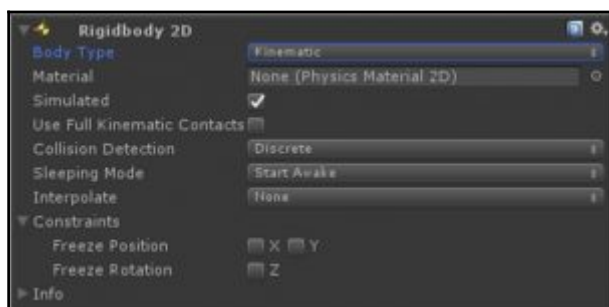 Rigidbody 2D
Body Type Kinematic
Material None (Physics Material 2D)
Simulated
Use Full Kinematic Contacts
Collision Detection Discrete
Sleeping Mode Start Awake
Interpolate None
Constraints
Freeze Position X Y
Freeze Rotation Z
Info